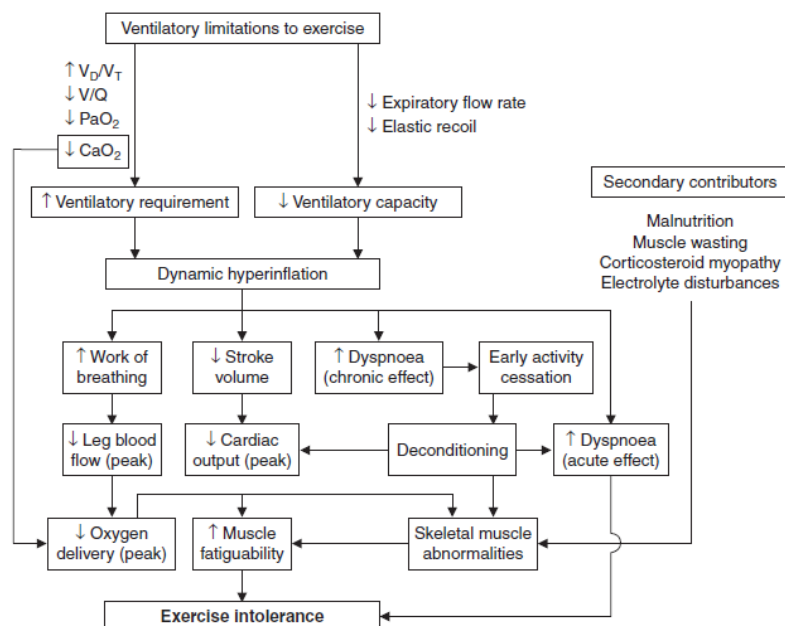 Ventilatory limitations to exercise
↑ V_D/V_T
↓ V/Q
↓ PaO₂
↓ CaO₂
↓ Expiratory flow rate
↓ Elastic recoil
↑ Ventilatory requirement
↓ Ventilatory capacity
Secondary contributors
Malnutrition
Muscle wasting
Corticosteroid myopathy
Electrolyte disturbances
Dynamic hyperinflation
↑ Work of
breathing
↓ Stroke
volume
↑ Dyspnoea
(chronic effect)
Early activity
cessation
↓ Leg blood
flow (peak)
↓ Cardiac
output (peak)
Deconditioning
↑ Dyspnoea
(acute effect)
↓ Oxygen
delivery (peak)
↑ Muscle
fatiguability
Skeletal muscle
abnormalities
Exercise intolerance